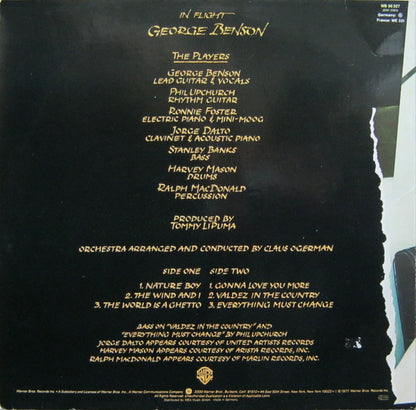 IN FLIGHT
GEORGE BENSON
THE PLAYERS
GEORGE BENSON
LEAD GUITAR & VOCALS
PHIL UPCHURCH
RHYTHM GUITAR
RONNIE FOSTER
ELECTRIC PIANO & MINI-MOOG
JORGE DALTO
CLAVINET & ACOUSTIC PIANO
STANLEY BANKS
BASS
HARVEY MASON
DRUMS
RALPH MACDONALD
PERCUSSION
PRODUCED BY
TOMMY LIPUMA
ORCHESTRA ARRANGED AND CONDUCTED BY CLAUS OGERMAN
SIDE ONE
1. NATURE BOY
2. THE WIND AND I
3. THE WORLD IS A GHETTO
SIDE TWO
1. GONNA LOVE YOU MORE
2. VALDEZ IN THE COUNTRY
3. EVERYTHING MUST CHANGE
BASS ON "VALDEZ IN THE COUNTRY" AND
"EVERYTHING MUST CHANGE" BY PHIL UPCHURCH
JORGE DALTO APPEARS COURTESY OF UNITED ARTISTS RECORDS
HARVEY MASON APPEARS COURTESY OF ARISTA RECORDS, INC.
RALPH MACDONALD APPEARS COURTESY OF MARLIN RECORDS, INC.